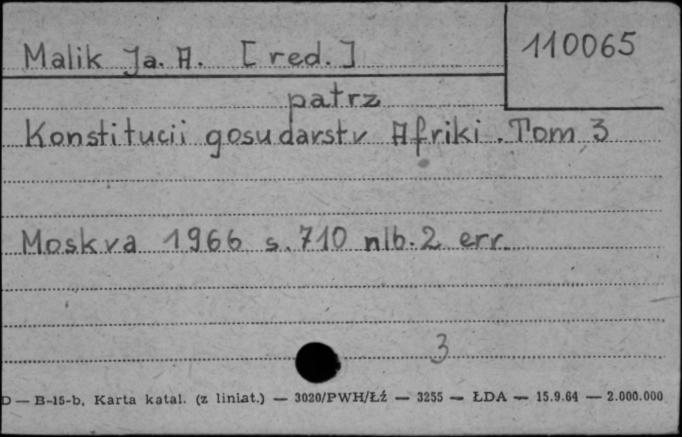 Malik Ja. A. [red.] 110065
patrz
Konstitucii gosudarstv Afriki. Tom 3
Moskva 1966 s. 710 nlb. 2 err.
3
D — B-15-b, Karta katal. (z liniat.) — 3020/PWH/Łź — 3255 — ŁDA — 15.9.64 — 2.000.000